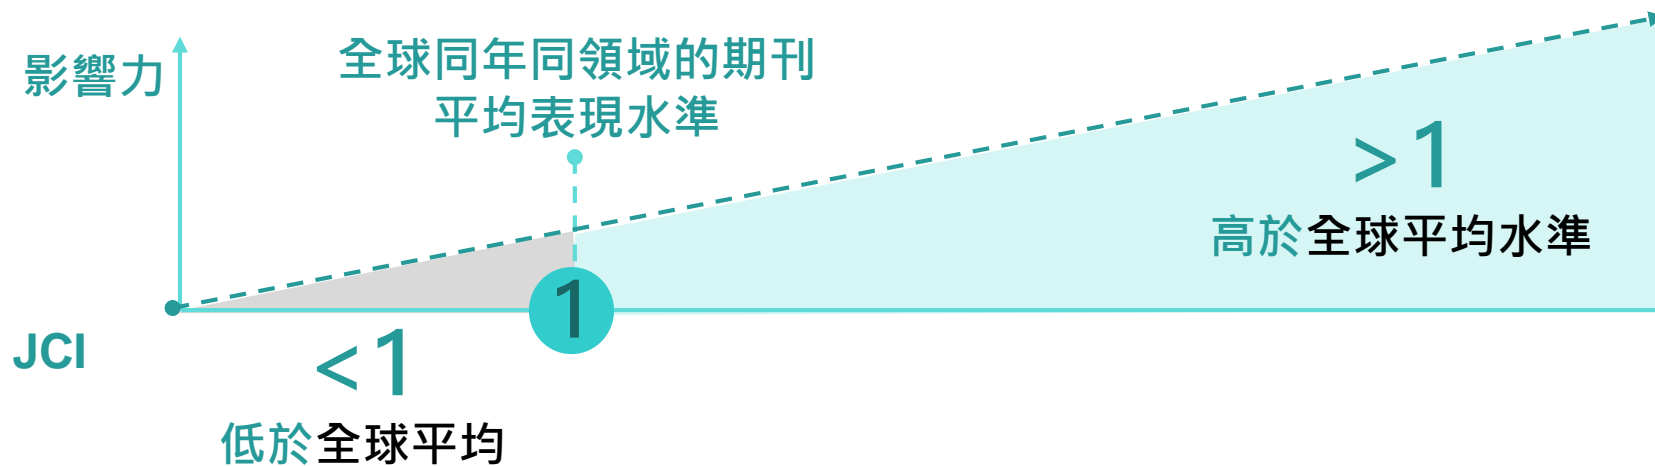 影響力
全球同年同領域的期刊
平均表現水準
>1
高於全球平均水準
1
JCI
<1
低於全球平均